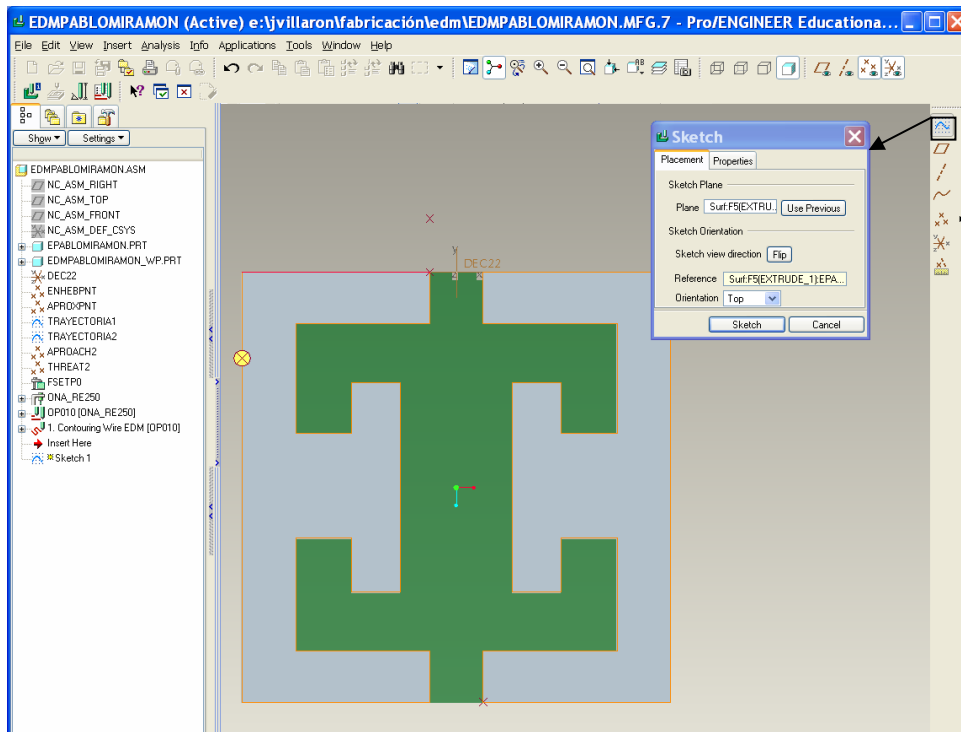 EDMPABLOMIRAMON (Active) e:\jvillaron\fabricación\edm\EDMPABLOMIRAMON.MFG.7 - Pro/ENGINEER Educationa...
File Edit View Insert Analysis Info Applications Tools Window Help
Show Settings
EDMPABLOMIRAMON.ASM
NC_ASM_RIGHT
NC_ASM_TOP
NC_ASM_FRONT
NC_ASM_DEF_CSYS
EPABLOMIRAMON.PRT
EDMPABLOMIRAMON_WP.PRT
DEC22
ENHEBPNT
APROXPNT
TRAYECTORIA1
TRAYECTORIA2
APROACH2
THREAT2
FSETP0
ONA_RE250
OP010 [ONA_RE250]
1. Contouring Wire EDM [OP010]
Insert Here
Sketch 1
y
DEC22
Sketch
Placement Properties
Sketch Plane
Plane Surf:F5(EXTRU... Use Previous
Sketch Orientation
Sketch view direction Flip
Reference Surf:F5(EXTRUDE_1):EPA...
Orientation Top
Sketch Cancel